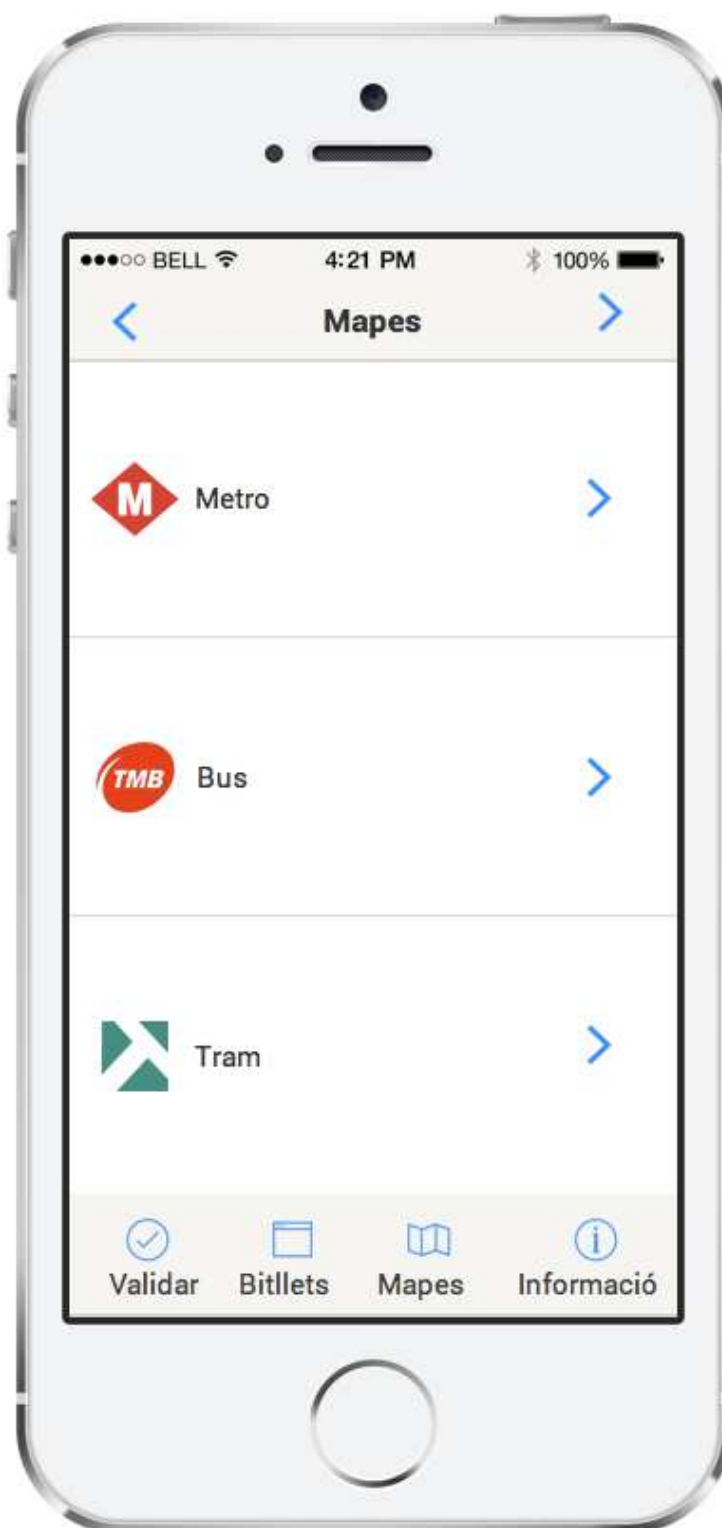 BELL 4:21 PM 100%
Mapes
M Metro
TMB Bus
Tram
Validar Bitllets Mapes Informació